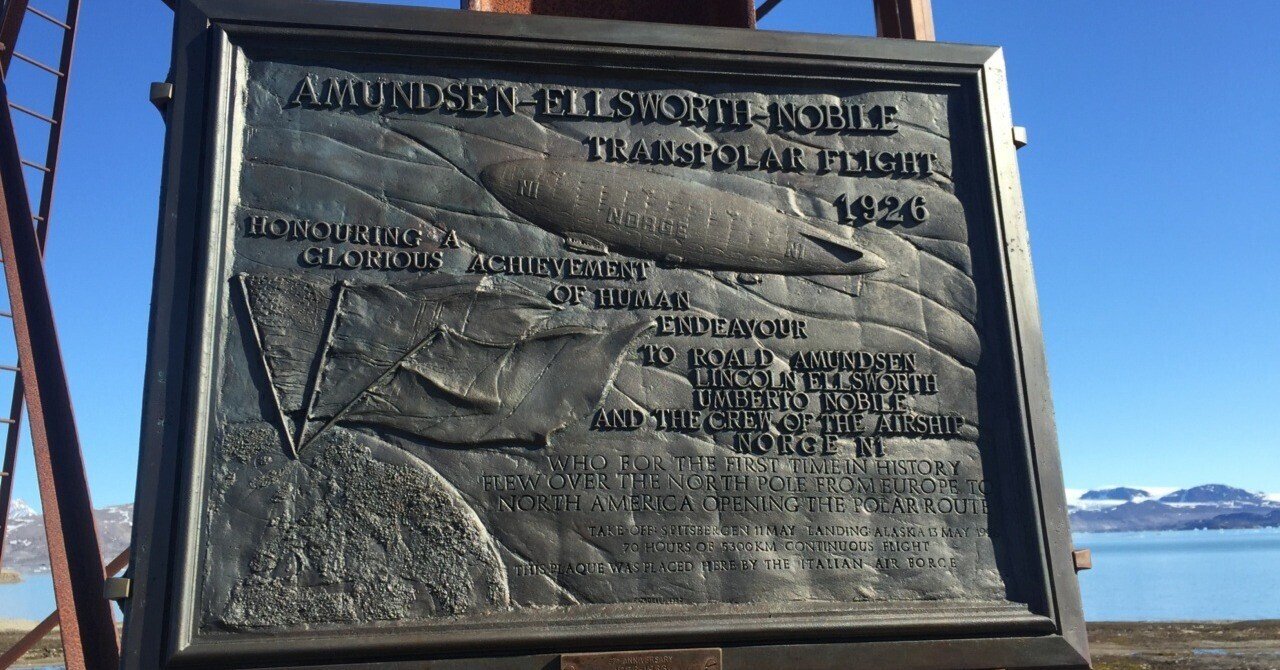 AMUNDSEN-ELLSWORTH-NOBILE
TRANSPOLAR FLIGHT
1926
N1
NORGE
N1
HONOURING A
GLORIOUS ACHIEVEMENT
OF HUMAN
ENDEAVOUR
TO ROALD AMUNDSEN
LINCOLN ELLSWORTH
UMBERTO NOBILE
AND THE CREW OF THE AIRSHIP
NORGE N1
WHO FOR THE FIRST TIME IN HISTORY
FLEW OVER THE NORTH POLE FROM EUROPE TO
NORTH AMERICA OPENING THE POLAR ROUTE
TAKE OFF SPITSBERGEN 11 MAY LANDING ALASKA 13 MAY
70 HOURS OF 5300KM CONTINUOUS FLIGHT
THIS PLAQUE WAS PLACED HERE BY THE ITALIAN AIR FORCE
ANNIVERSARY